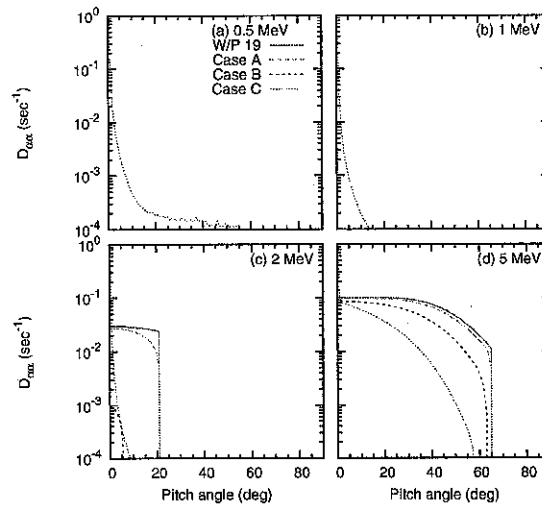 10^0
(a) 0.5 MeV
(b) 1 MeV
W/P 19
Case A
Case B
Case C
10^-1
10^-2
10^-3
10^-4
D_αα (sec^-1)
10^0
(c) 2 MeV
(d) 5 MeV
10^-1
10^-2
10^-3
10^-4
D_αα (sec^-1)
0 20 40 60 80
0 20 40 60 80
Pitch angle (deg)
Pitch angle (deg)